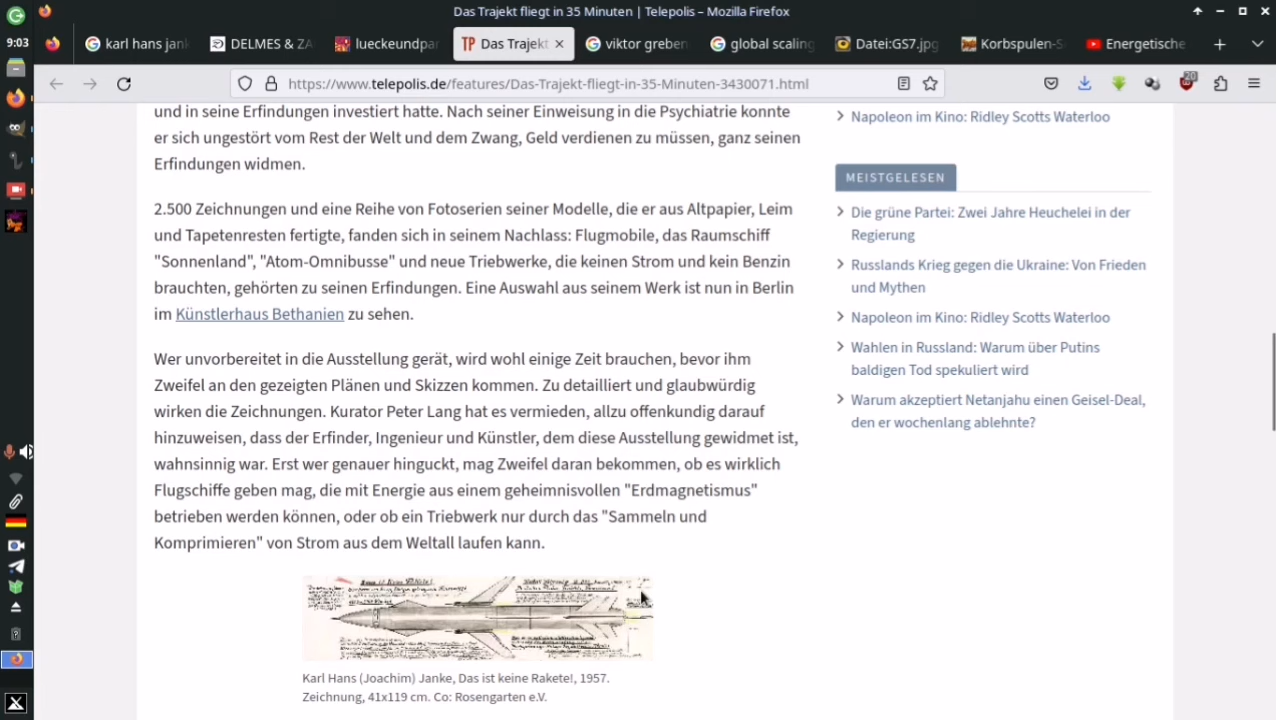 Das Trajekt fliegt in 35 Minuten | Telepolis – Mozilla Firefox
9:03
karl hans jank
DELMES & ZA
lueckeundpar
TP Das Trajekt
viktor greben
global scaling
Datei:GS7.jpg
Korbspulen-S
Energetische
https://www.telepolis.de/features/Das-Trajekt-fliegt-in-35-Minuten-3430071.html
20
und in seine Erfindungen investiert hatte. Nach seiner Einweisung in die Psychiatrie konnte
er sich ungestört vom Rest der Welt und dem Zwang, Geld verdienen zu müssen, ganz seinen
Erfindungen widmen.
2.500 Zeichnungen und eine Reihe von Fotoserien seiner Modelle, die er aus Altpapier, Leim
und Tapetenresten fertigte, fanden sich in seinem Nachlass: Flugmobile, das Raumschiff
"Sonnenland", "Atom-Omnibusse" und neue Triebwerke, die keinen Strom und kein Benzin
brauchten, gehörten zu seinen Erfindungen. Eine Auswahl aus seinem Werk ist nun in Berlin
im Künstlerhaus Bethanien zu sehen.
Wer unvorbereitet in die Ausstellung gerät, wird wohl einige Zeit brauchen, bevor ihm
Zweifel an den gezeigten Plänen und Skizzen kommen. Zu detailliert und glaubwürdig
wirken die Zeichnungen. Kurator Peter Lang hat es vermieden, allzu offenkundig darauf
hinzuweisen, dass der Erfinder, Ingenieur und Künstler, dem diese Ausstellung gewidmet ist,
wahnsinnig war. Erst wer genauer hinguckt, mag Zweifel daran bekommen, ob es wirklich
Flugschiffe geben mag, die mit Energie aus einem geheimnisvollen "Erdmagnetismus"
betrieben werden können, oder ob ein Triebwerk nur durch das "Sammeln und
Komprimieren" von Strom aus dem Weltall laufen kann.
Karl Hans (Joachim) Janke, Das ist keine Rakete!, 1957.
Zeichnung, 41x119 cm. Co: Rosengarten e.V.
Napoleon im Kino: Ridley Scotts Waterloo
MEISTGELESEN
Die grüne Partei: Zwei Jahre Heuchelei in der
Regierung
Russlands Krieg gegen die Ukraine: Von Frieden
und Mythen
Napoleon im Kino: Ridley Scotts Waterloo
Wahlen in Russland: Warum über Putins
baldigen Tod spekuliert wird
Warum akzeptiert Netanjahu einen Geisel-Deal,
den er wochenlang ablehnte?